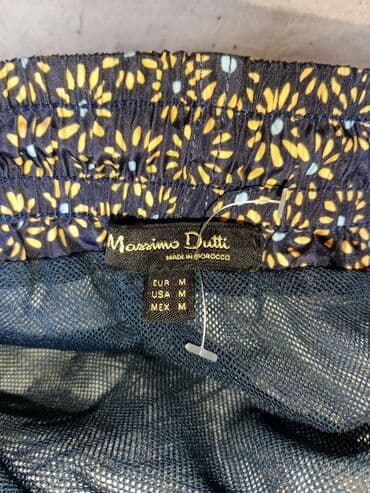 Massimo Dutti
MADE IN MOROCCO
EUR M
USA M
MEX M